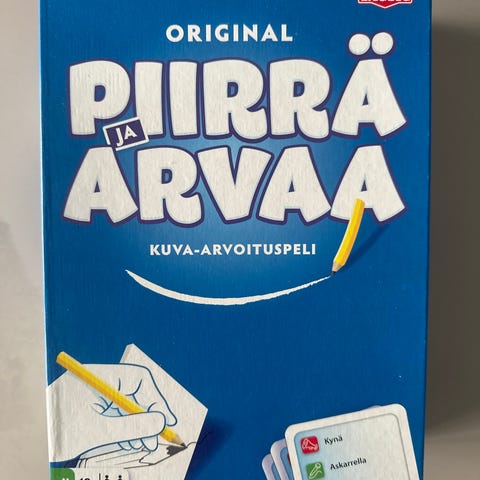 ORIGINAL
PIIRRÄ
JA
ARVAA
KUVA-ARVOITUSPELI
Kynä
Askarrella